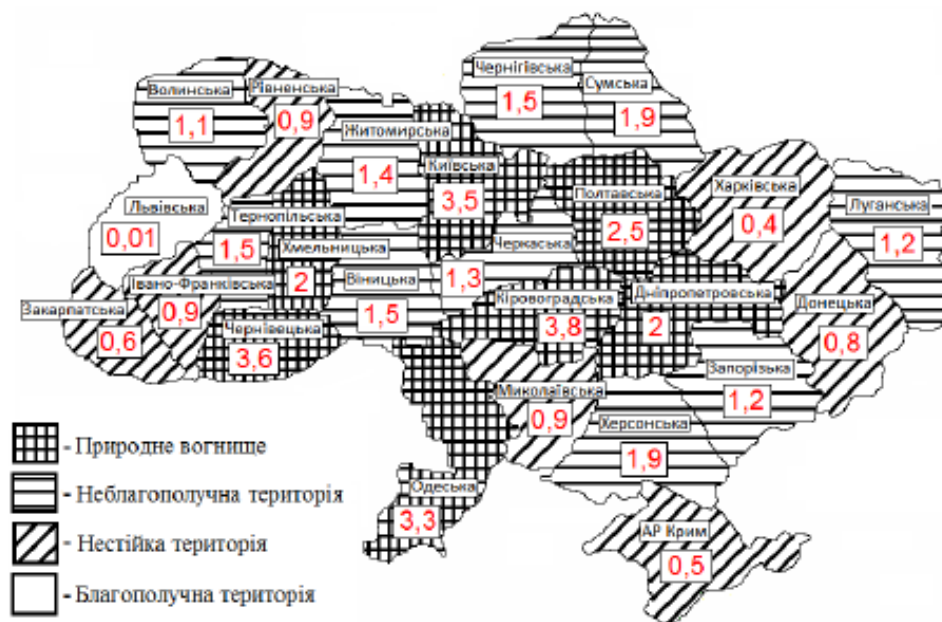 Чернігівська
1,5
Сумська
1,9
Волинська
1,1
Рівненська
0,9
Житомирська
1,4
Київська
3,5
Полтавська
2,5
Харківська
0,4
Луганська
1,2
Львівська
0,01
Тернопільська
1,5
Хмельницька
2
Віницька
1,5
Черкаська
1,3
Івано-Франківська
0,9
Закарпатська
0,6
Чернівецька
3,6
Кіровоградська
3,8
Дніпропетровська
2
Донецька
0,8
Запорізька
1,2
Миколаївська
0,9
Херсонська
1,9
Одеська
3,3
АР Крим
0,5
- Природне вогнище
- Неблагополучна територія
- Нестійка територія
- Благополучна територія